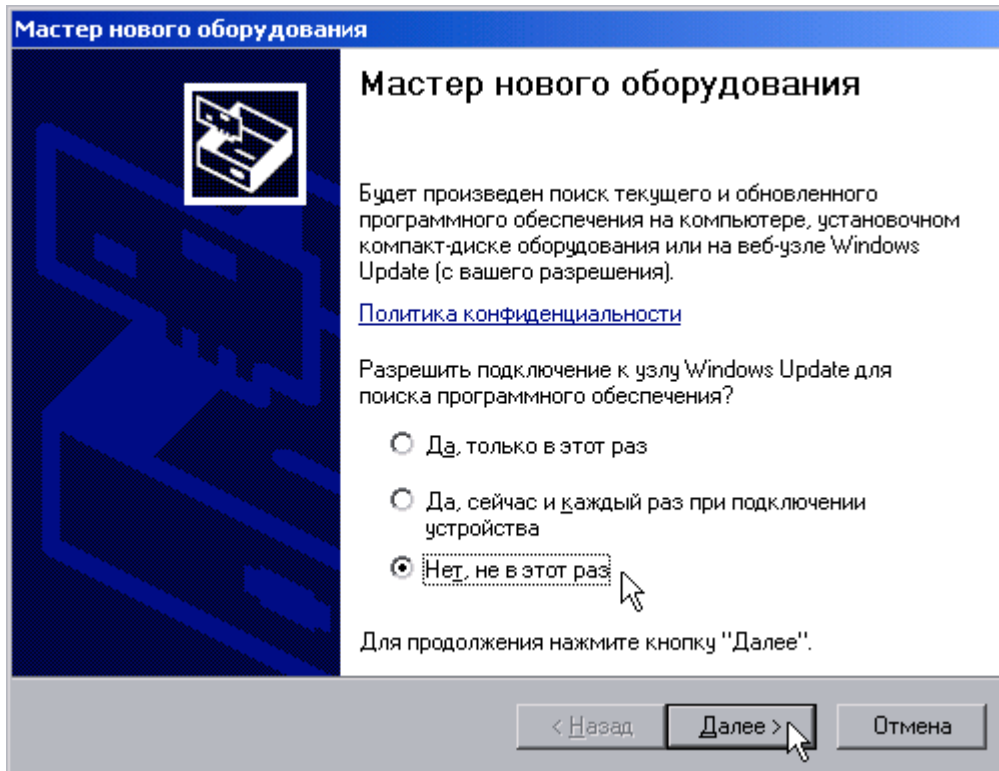 Мастер нового оборудования
Мастер нового оборудования
Будет произведен поиск текущего и обновленного
программного обеспечения на компьютере, установочном
компакт-диске оборудования или на веб-узле Windows
Update (с вашего разрешения).
Политика конфиденциальности
Разрешить подключение к узлу Windows Update для
поиска программного обеспечения?
Да, только в этот раз
Да, сейчас и каждый раз при подключении
устройства
Нет, не в этот раз
Для продолжения нажмите кнопку "Далее".
< Назад Далее > Отмена